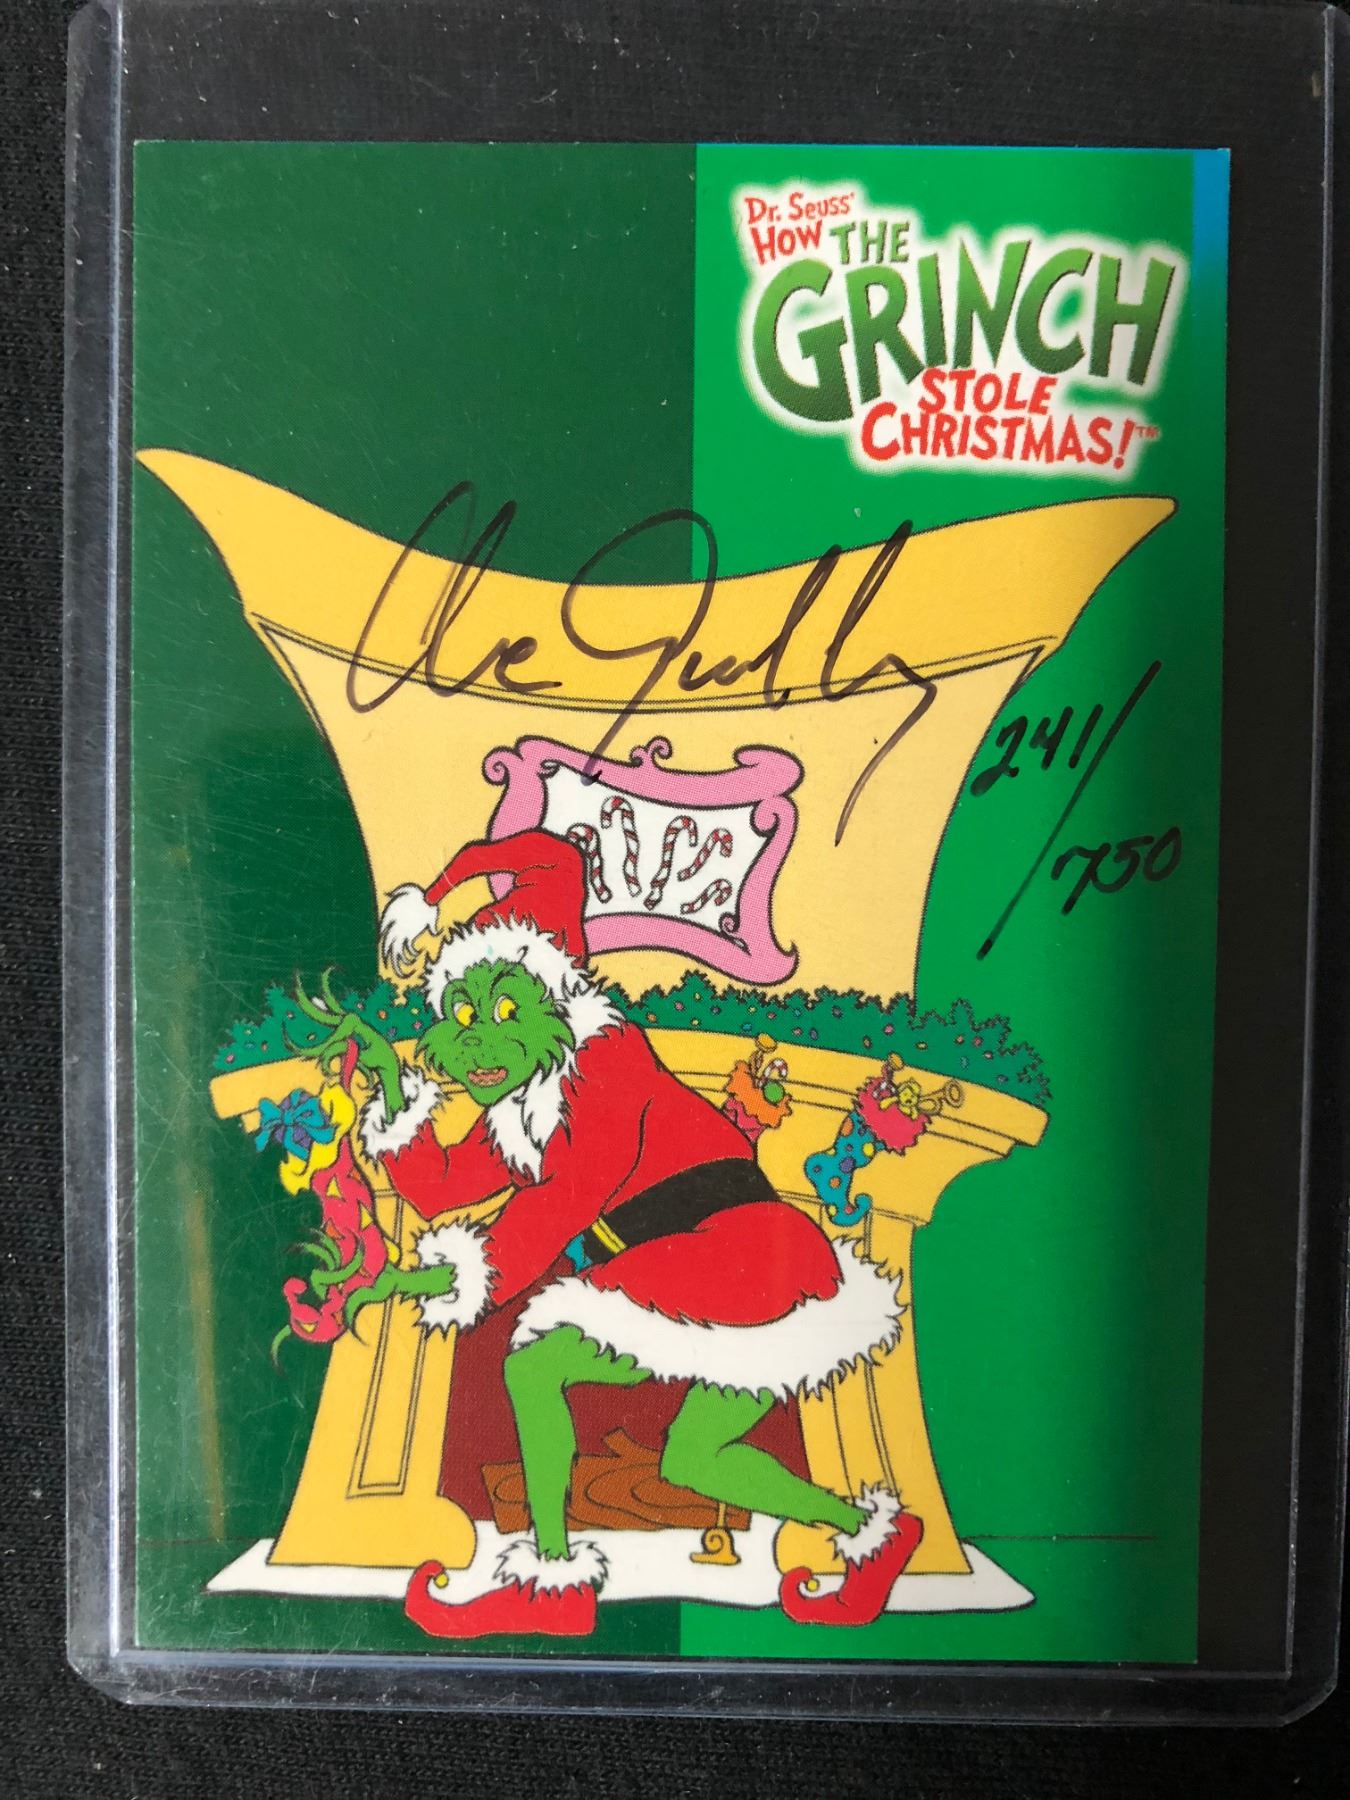 Dr. Seuss'
HOW THE
GRINCH
STOLE
CHRISTMAS!™
241/
750